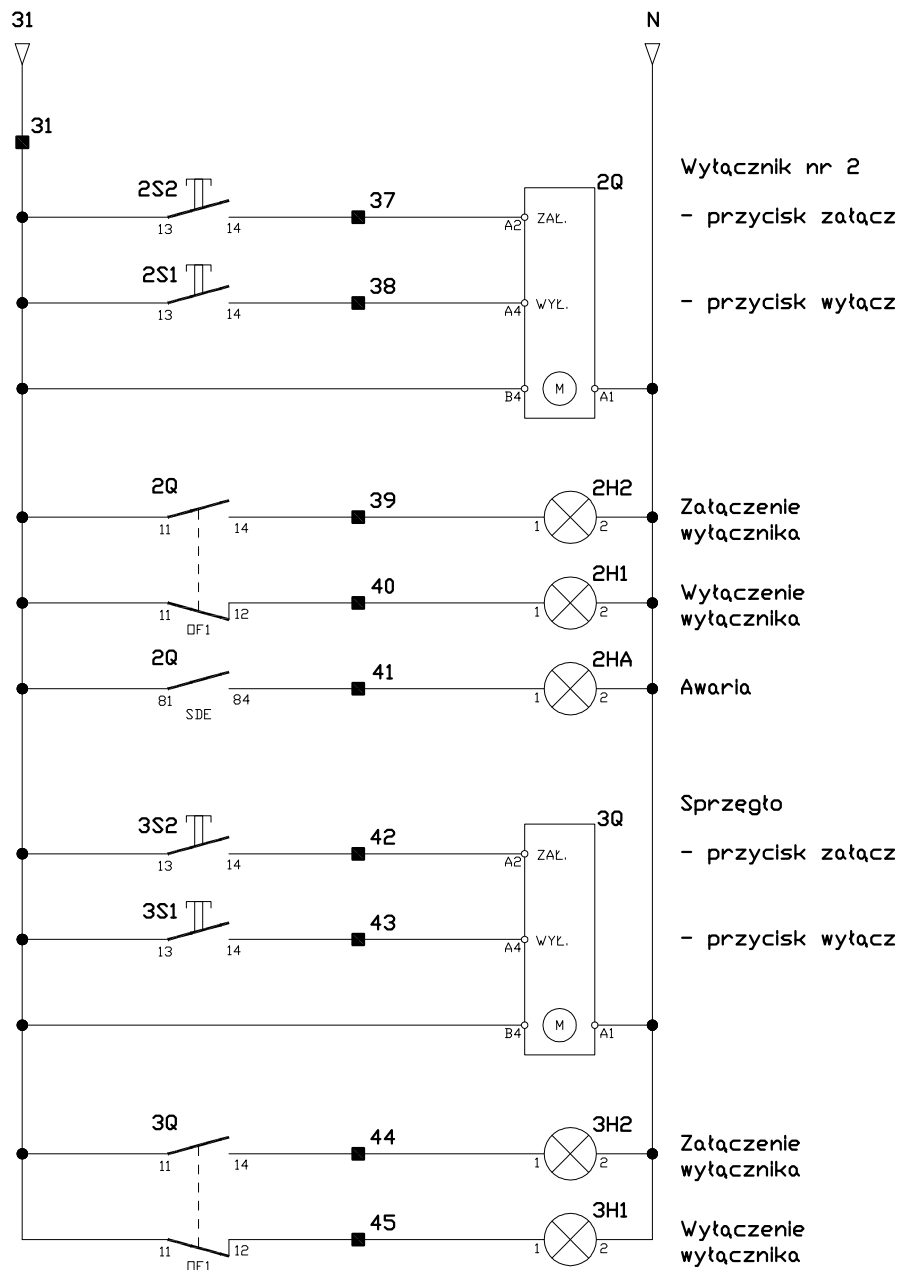 31 N
31
Wyłącznik nr 2
2S2 37 2Q
13 14 A2 ZAŁ. - przycisk załącz
2S1 38
13 14 A4 WYŁ. - przycisk wyłącz
B4 M A1
2Q 39 2H2
11 14 1 2 Załączenie
wyłącznika
40 2H1
11 12 1 2 Wyłączenie
OF1 wyłącznika
2Q 41 2HA
81 84 1 2 Awaria
SDE
Sprzęgło
3S2 42 3Q
13 14 A2 ZAŁ. - przycisk załącz
3S1 43
13 14 A4 WYŁ. - przycisk wyłącz
B4 M A1
3Q 44 3H2
11 14 1 2 Załączenie
wyłącznika
45 3H1
11 12 1 2 Wyłączenie
OF1 wyłącznika